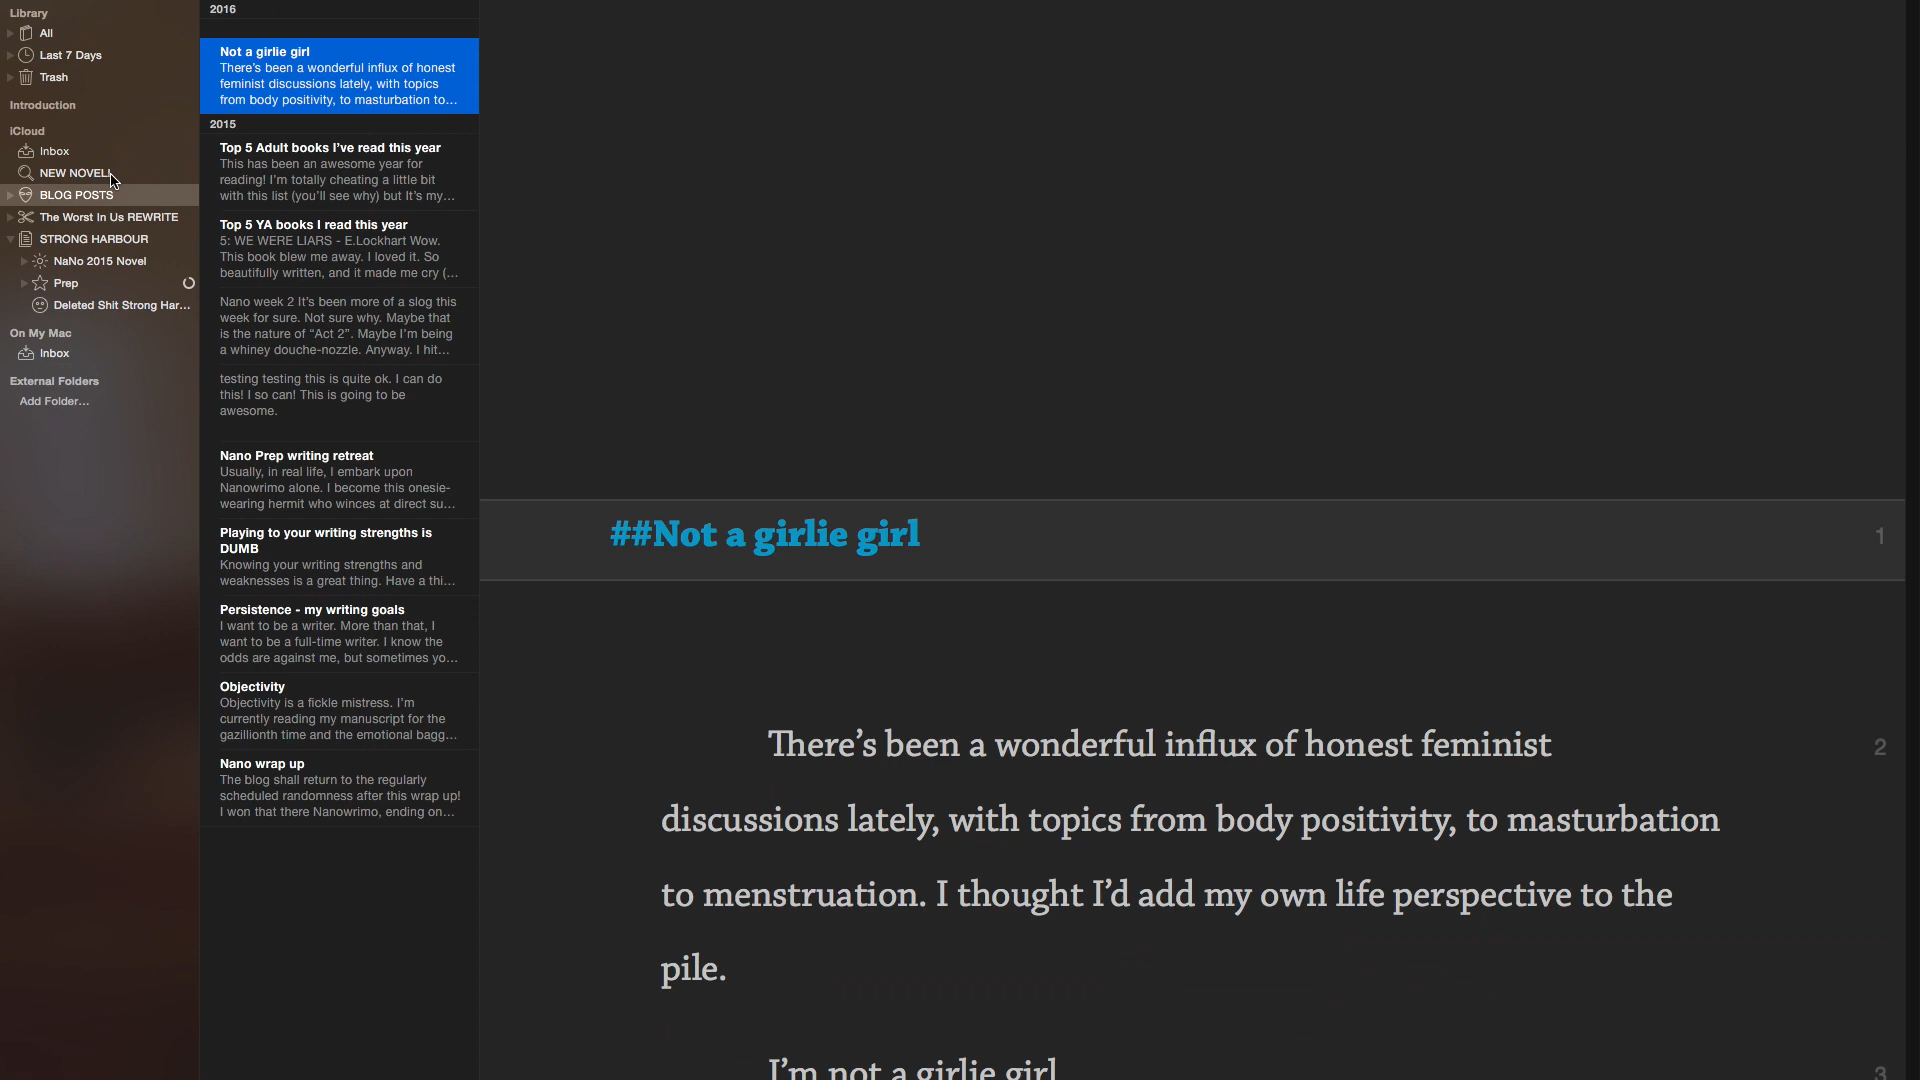 Library
All
Last 7 Days
Trash
Introduction
iCloud
Inbox
NEW NOVEL!
BLOG POSTS
The Worst In Us REWRITE
STRONG HARBOUR
NaNo 2015 Novel
Prep
Deleted Shit Strong Har...
On My Mac
Inbox
External Folders
Add Folder...
2016
Not a girlie girl
There's been a wonderful influx of honest
feminist discussions lately, with topics
from body positivity, to masturbation to...
2015
Top 5 Adult books I've read this year
This has been an awesome year for
reading! I'm totally cheating a little bit
with this list (you'll see why) but It's my...
Top 5 YA books I read this year
5: WE WERE LIARS - E.Lockhart Wow.
This book blew me away. I loved it. So
beautifully written, and it made me cry (...
Nano week 2 It's been more of a slog this
week for sure. Not sure why. Maybe that
is the nature of “Act 2”. Maybe I'm being
a whiney douche-nozzle. Anyway. I hit...
testing testing this is quite ok. I can do
this! I so can! This is going to be
awesome.
Nano Prep writing retreat
Usually, in real life, I embark upon
Nanowrimo alone. I become this onesie-
wearing hermit who winces at direct su...
Playing to your writing strengths is
DUMB
Knowing your writing strengths and
weaknesses is a great thing. Have a thi...
Persistence - my writing goals
I want to be a writer. More than that, I
want to be a full-time writer. I know the
odds are against me, but sometimes yo...
Objectivity
Objectivity is a fickle mistress. I'm
currently reading my manuscript for the
gazillionth time and the emotional bagg...
Nano wrap up
The blog shall return to the regularly
scheduled randomness after this wrap up!
I won that there Nanowrimo, ending on...
##Not a girlie girl
1
There's been a wonderful influx of honest feminist
2
discussions lately, with topics from body positivity, to masturbation
to menstruation. I thought I'd add my own life perspective to the
pile.
I'm not a girlie girl
3